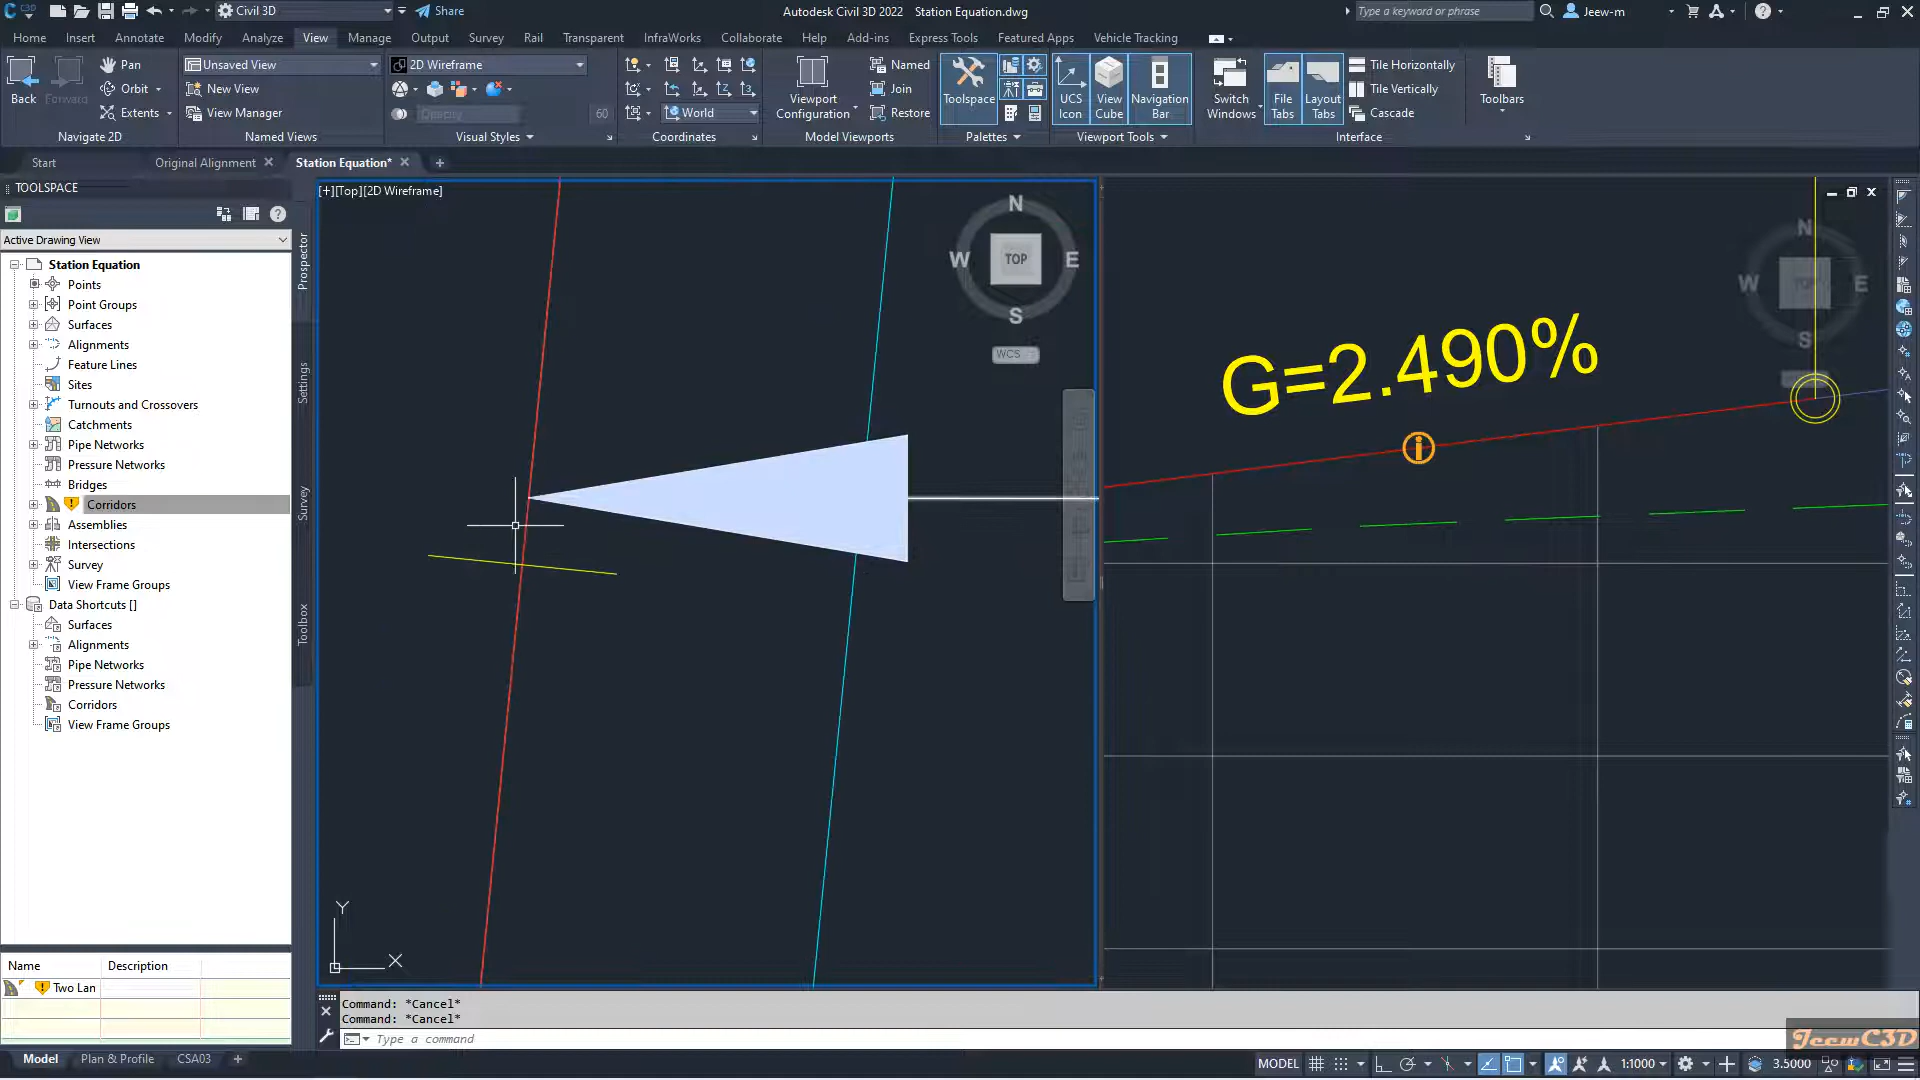 C3D
Civil 3D
Share
Autodesk Civil 3D 2022 Station Equation.dwg
Type a keyword or phrase
Jeew-m
Home Insert Annotate Modify Analyze View Manage Output Survey Rail Transparent InfraWorks Collaborate Help Add-ins Express Tools Featured Apps Vehicle Tracking
Back
Forward
Pan
Orbit
Extents
Navigate 2D
Unsaved View
New View
View Manager
Named Views
2D Wireframe
Opacity 60
Visual Styles
World
Coordinates
Viewport Configuration
Named
Join
Restore
Model Viewports
Toolspace
Palettes
UCS Icon
View Cube
Navigation Bar
Viewport Tools
Switch Windows
File Tabs
Layout Tabs
Tile Horizontally
Tile Vertically
Cascade
Interface
Toolbars
Start
Original Alignment
Station Equation*
TOOLSPACE
Active Drawing View
Station Equation
Points
Point Groups
Surfaces
Alignments
Feature Lines
Sites
Turnouts and Crossovers
Catchments
Pipe Networks
Pressure Networks
Bridges
Corridors
Assemblies
Intersections
Survey
View Frame Groups
Data Shortcuts []
Surfaces
Alignments
Pipe Networks
Pressure Networks
Corridors
View Frame Groups
Prospector
Settings
Survey
Toolbox
Name Description
Two Lan
[+][Top][2D Wireframe]
N
W TOP E
S
WCS
Y
X
G=2.490%
N
W E
S
Command: *Cancel*
Command: *Cancel*
Type a command
JeewC3D
Model Plan & Profile CSA03
MODEL 1:1000 3.5000